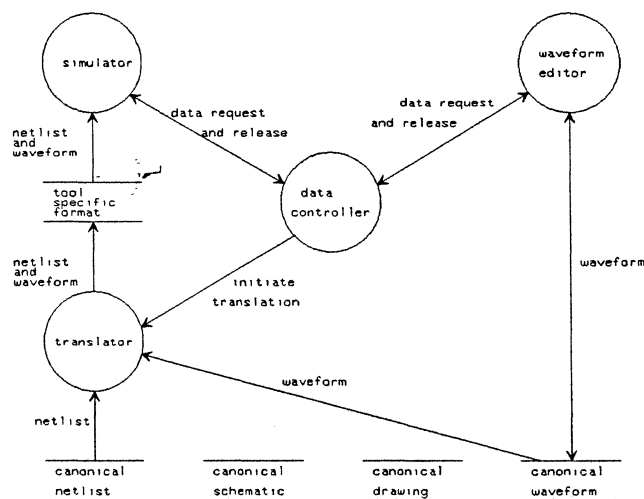 simulator
waveform
editor
data request
and release
data request
and release
netlist
and
waveform
tool
specific
format
data
controller
netlist
and
waveform
initiate
translation
waveform
translator
waveform
netlist
canonical
netlist
canonical
schematic
canonical
drawing
canonical
waveform